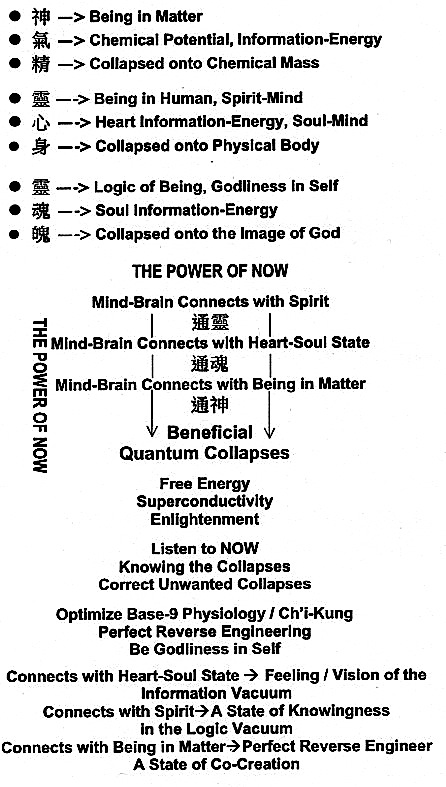 ● 神 —> Being in Matter
● 氣 —> Chemical Potential, Information-Energy
● 精 —> Collapsed onto Chemical Mass
● 靈 —-> Being in Human, Spirit-Mind
● 心 —-> Heart Information-Energy, Soul-Mind
● 身 —-> Collapsed onto Physical Body
● 靈 —-> Logic of Being, Godliness in Self
● 魂 —-> Soul Information-Energy
● 魄 —-> Collapsed onto the Image of God
THE POWER OF NOW
Mind-Brain Connects with Spirit
通靈
Mind-Brain Connects with Heart-Soul State
通魂
Mind-Brain Connects with Being in Matter
通神
THE POWER OF NOW
Beneficial
Quantum Collapses
Free Energy
Superconductivity
Enlightenment
Listen to NOW
Knowing the Collapses
Correct Unwanted Collapses
Optimize Base-9 Physiology / Ch'i-Kung
Perfect Reverse Engineering
Be Godliness in Self
Connects with Heart-Soul State → Feeling / Vision of the
Information Vacuum
Connects with Spirit→A State of Knowingness
in the Logic Vacuum
Connects with Being in Matter→Perfect Reverse Engineer
A State of Co-Creation